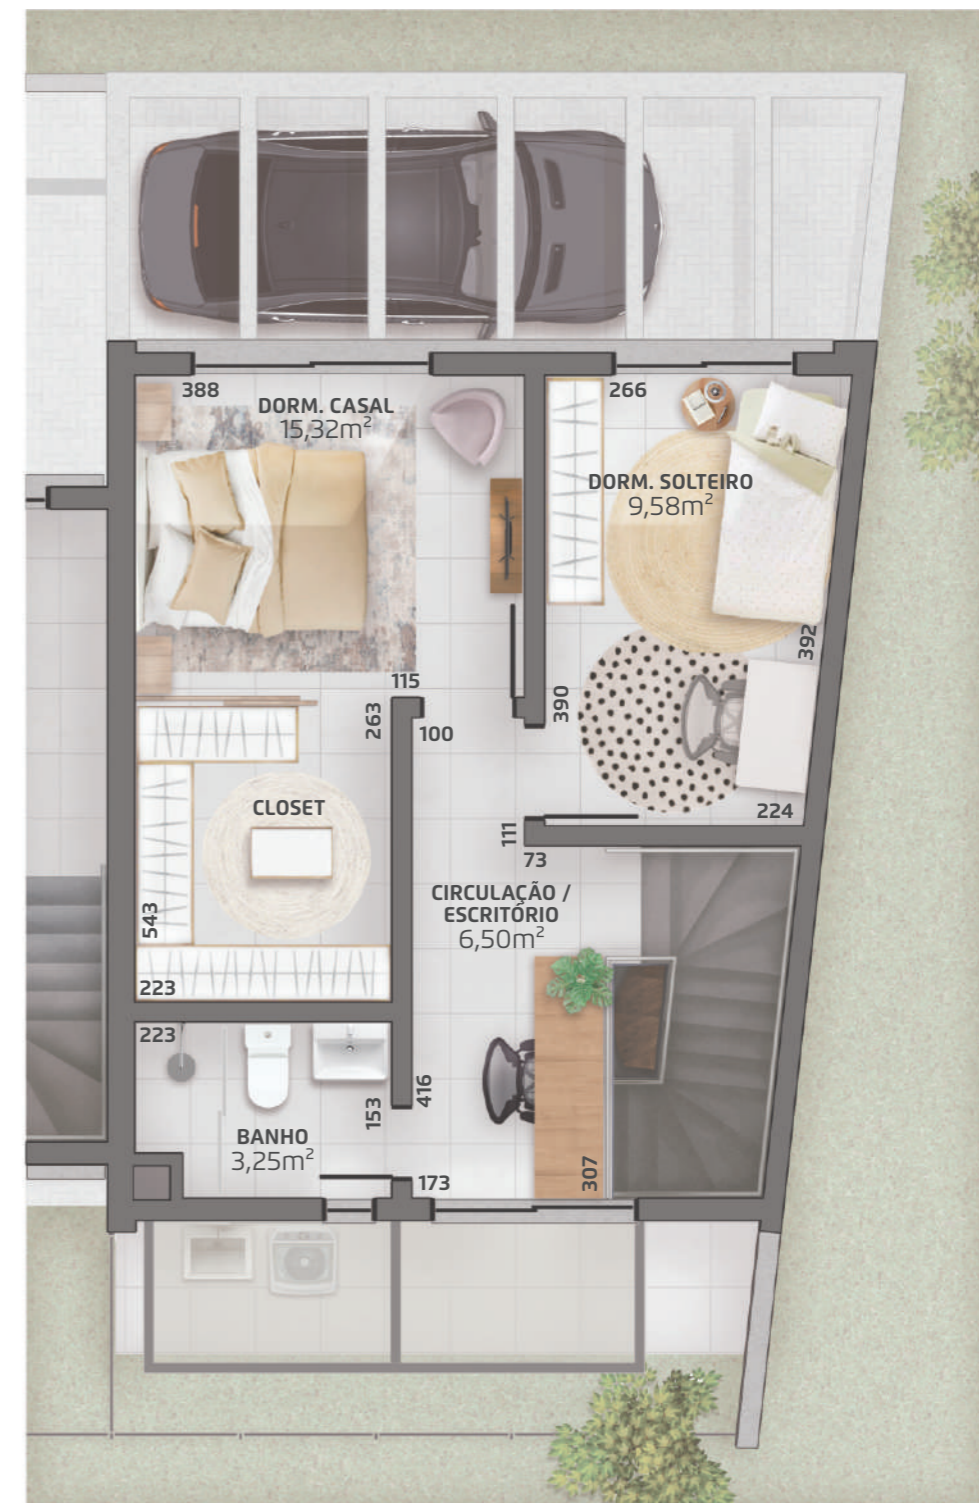 388
DORM. CASAL
15,32m²
266
DORM. SOLTEIRO
9,58m²
392
115
263
100
390
CLOSET
224
111
73
543
CIRCULAÇÃO /
ESCRITÓRIO
6,50m²
223
223
416
153
BANHO
3,25m²
173
307